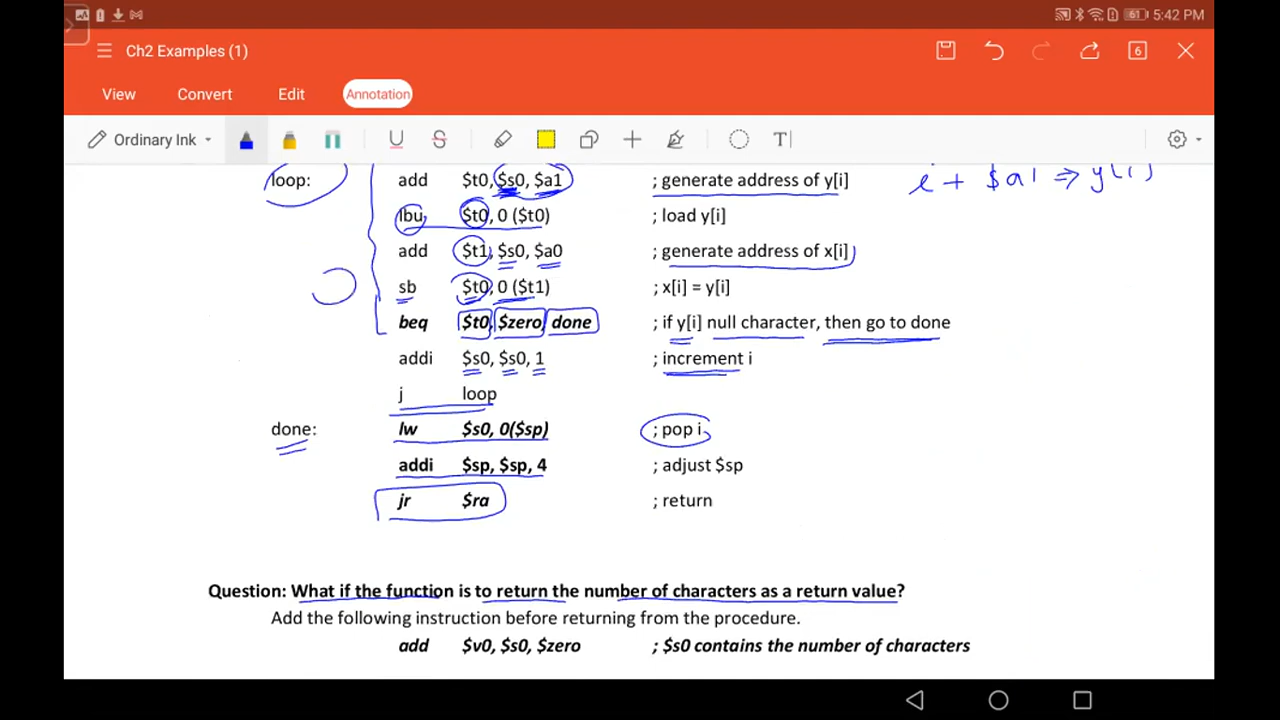 61 5:42 PM
Ch2 Examples (1) 6
View Convert Edit Annotation
Ordinary Ink T
loop: add $t0, $s0, $a1 ; generate address of y[i] + $a1 ⇒ y[i]
lbu $t0, 0 ($t0) ; load y[i]
add $t1, $s0, $a0 ; generate address of x[i]
sb $t0, 0 ($t1) ; x[i] = y[i]
beq $t0, $zero, done ; if y[i] null character, then go to done
addi $s0, $s0, 1 ; increment i
j loop
done: lw $s0, 0($sp) ; pop i
addi $sp, $sp, 4 ; adjust $sp
jr $ra ; return
Question: What if the function is to return the number of characters as a return value?
Add the following instruction before returning from the procedure.
add $v0, $s0, $zero ; $s0 contains the number of characters